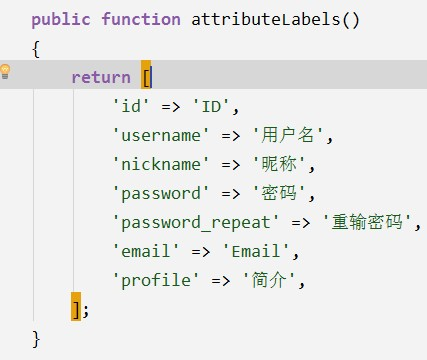 public function attributeLabels()
{
return [
'id' => 'ID',
'username' => '用户名',
'nickname' => '昵称',
'password' => '密码',
'password_repeat' => '重输密码',
'email' => 'Email',
'profile' => '简介',
];
}